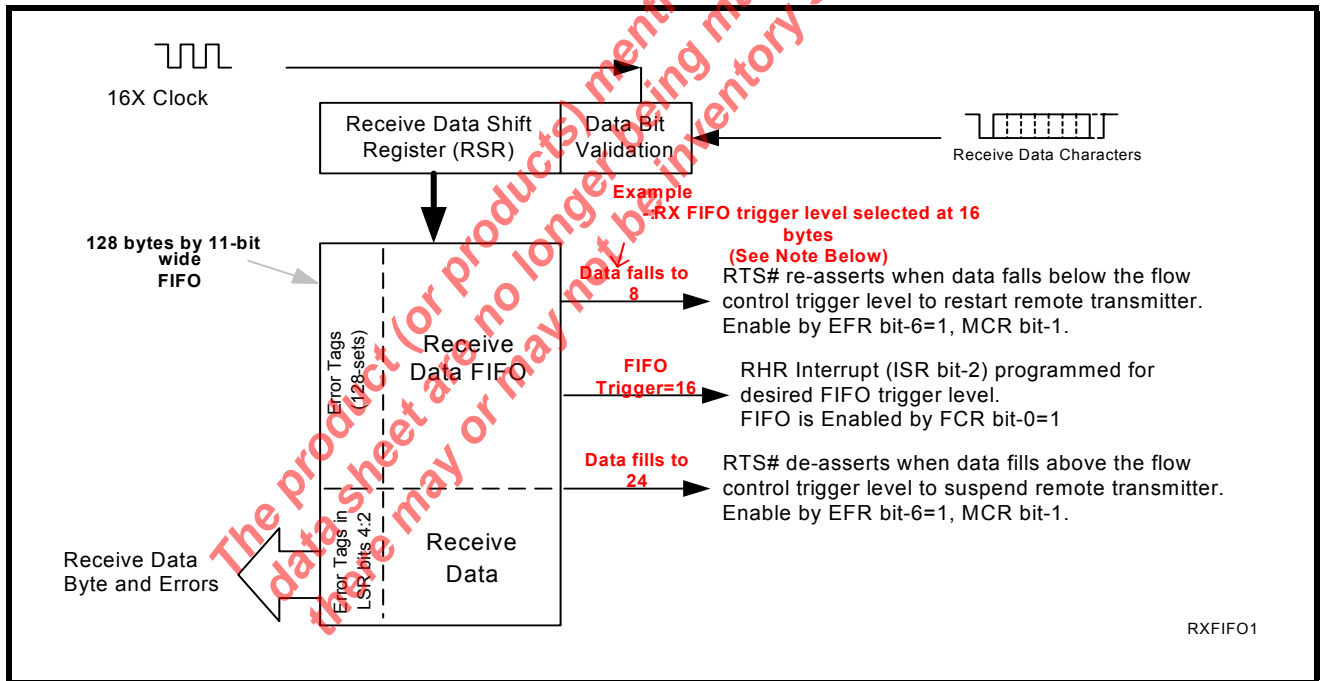 16X Clock
Receive Data Shift
Register (RSR)
Data Bit
Validation
Receive Data Characters
Example
-:RX FIFO trigger level selected at 16
bytes
(See Note Below)
128 bytes by 11-bit
wide
FIFO
Error Tags
(128-sets)
Receive
Data FIFO
Data falls to
8
RTS# re-asserts when data falls below the flow
control trigger level to restart remote transmitter.
Enable by EFR bit-6=1, MCR bit-1.
FIFO
Trigger=16
RHR Interrupt (ISR bit-2) programmed for
desired FIFO trigger level.
FIFO is Enabled by FCR bit-0=1
Data fills to
24
RTS# de-asserts when data fills above the flow
control trigger level to suspend remote transmitter.
Enable by EFR bit-6=1, MCR bit-1.
Error Tags in
LSR bits 4:2
Receive
Data
Receive Data
Byte and Errors
RXFIFO1
The product (or products)
data sheet are no longer being
there may or may not be inventory